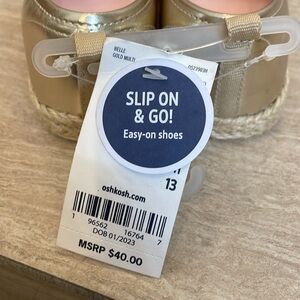 BELLE
GOLD MULTI
SLIP ON
& GO!
Easy-on shoes
13
oshkosh.com
1 96562 16764 7
DOB 01/2023
MSRP $40.00